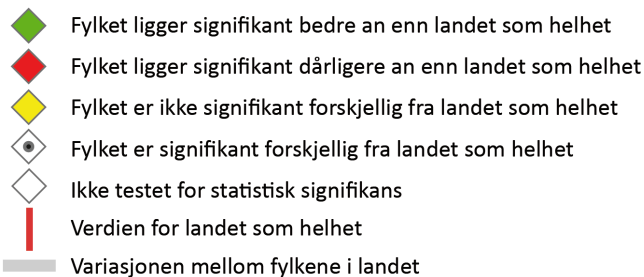 Fylket ligger signifikant bedre an enn landet som helhet
Fylket ligger signifikant dårligere an enn landet som helhet
Fylket er ikke signifikant forskjellig fra landet som helhet
Fylket er signifikant forskjellig fra landet som helhet
Ikke testet for statistisk signifikans
Verdien for landet som helhet
Variasjonen mellom fylkene i landet